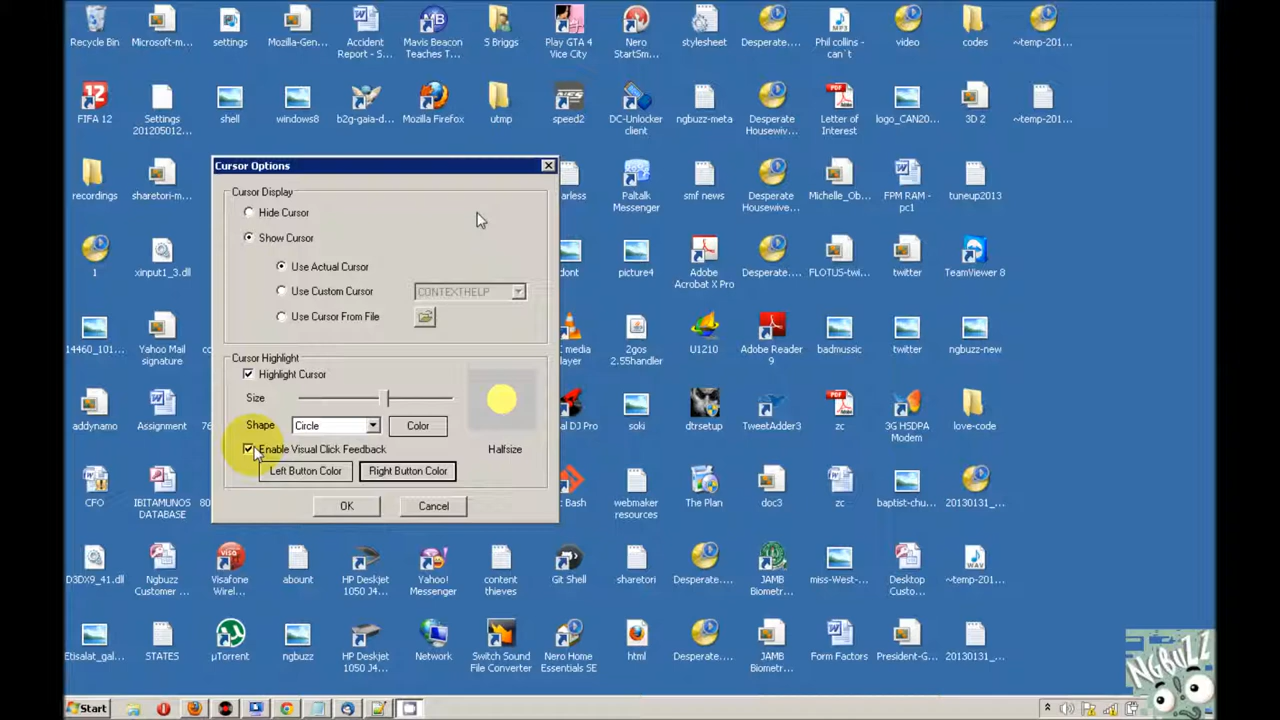 Recycle Bin
Microsoft-m...
settings
Mozilla-Gen...
Accident
Report - S...
Mavis Beacon
Teaches T...
S Briggs
Play GTA 4
Vice City
Nero
StartSm...
stylesheet
Desperate....
Phil collins -
can`t
video
codes
~temp-201...
FIFA 12
Settings
201205012...
shell
windows8
b2g-gaia-d...
Mozilla Firefox
utmp
speed2
DC-Unlocker
client
ngbuzz-meta
Desperate
Housewive...
Letter of
Interest
logo_CAN20...
3D 2
~temp-201...
recordings
sharetori-m...
arless
Paltalk
Messenger
smf news
Desperate
Housewive...
Michelle_Ob...
FPM RAM -
pc1
tuneup2013
1
xinput1_3.dll
dont
picture4
Adobe
Acrobat X Pro
Desperate....
FLOTUS-twi...
twitter
TeamViewer 8
14460_101...
Yahoo Mail
signature
C media
layer
2gos
2.55handler
U1210
Adobe Reader
9
badmussic
twitter
ngbuzz-new
addynamo
Assignment
al DJ Pro
soki
dtrsetup
TweetAdder3
zc
3G HSDPA
Modem
love-code
CFO
IBITAMUNOS
DATABASE
Bash
webmaker
resources
The Plan
doc3
zc
baptist-chu...
20130131_...
D3DX9_41.dll
Ngbuzz
Customer ...
Visafone
Wirel...
abount
HP Deskjet
1050 J4...
Yahoo!
Messenger
content
thieves
Git Shell
sharetori
Desperate....
JAMB
Biometr...
miss-West-...
Desktop
Custo...
~temp-201...
Etisalat_gal...
STATES
µTorrent
ngbuzz
HP Deskjet
1050 J4...
Network
Switch Sound
File Converter
Nero Home
Essentials SE
html
Desperate....
JAMB
Biometr...
Form Factors
President-G...
20130131_...
Cursor Options
Cursor Display
Hide Cursor
Show Cursor
Use Actual Cursor
Use Custom Cursor
CONTEXTHELP
Use Cursor From File
Cursor Highlight
Highlight Cursor
Size
Shape
Circle
Color
Enable Visual Click Feedback
Halfsize
Left Button Color
Right Button Color
OK
Cancel
Start
NGBUZZ